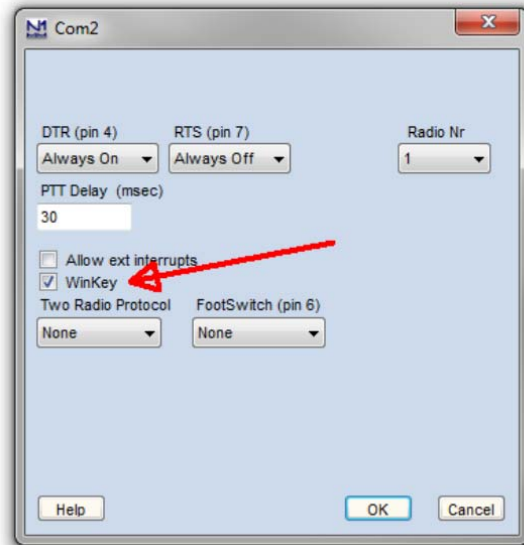 N1 Com2
DTR (pin 4) RTS (pin 7) Radio Nr
Always On Always Off 1
PTT Delay (msec)
30
Allow ext interrupts
WinKey
Two Radio Protocol FootSwitch (pin 6)
None None
Help OK Cancel